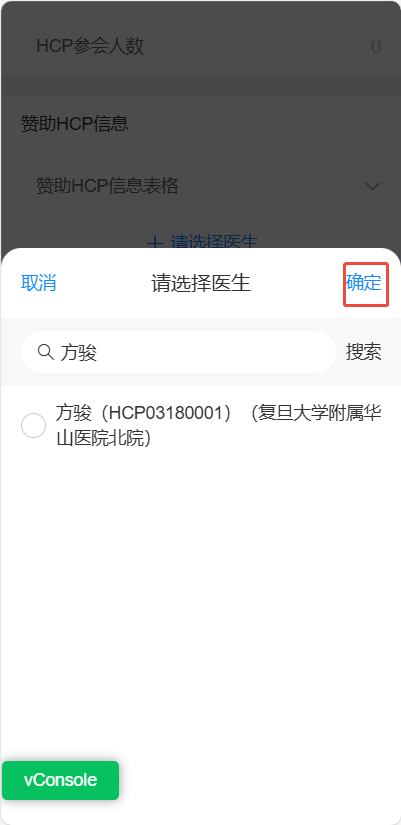 HCP参会人数 0
赞助HCP信息
赞助HCP信息表格
请选择医生
取消 请选择医生 确定
方骏 搜索
方骏（HCP03180001）（复旦大学附属华
山医院北院）
vConsole